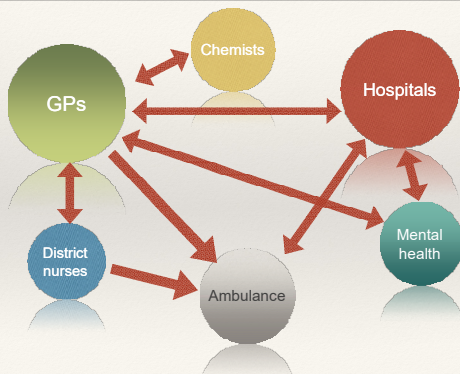 Chemists
GPs
Hospitals
District
nurses
Mental
health
Ambulance